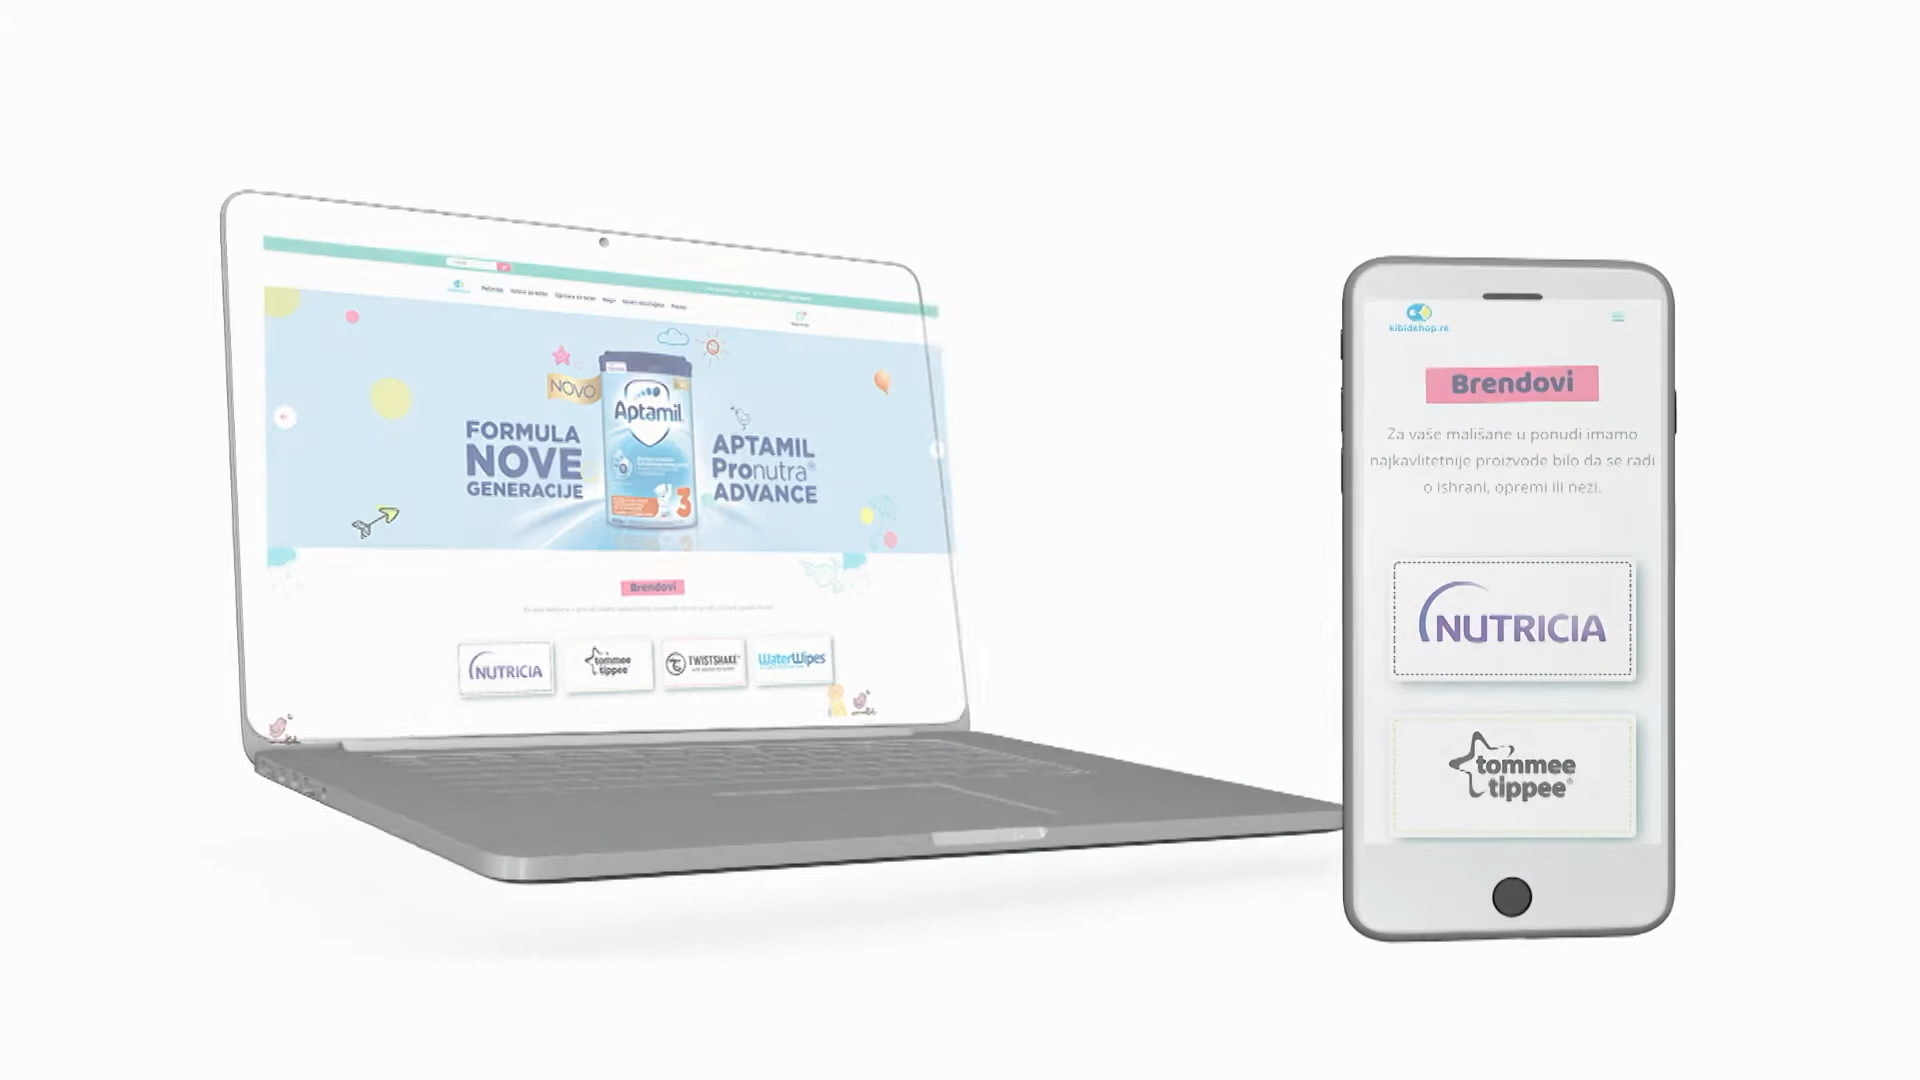 NOVO
Aptamil
3
FORMULA
NOVE
GENERACIJE
APTAMIL
Pronutra®
ADVANCE
Brendovi
NUTRICIA
tommee
tippee
TWISTSHAKE
WaterWipes
kibidshop.rs
Brendovi
Za vaše mališane u ponudi imamo
najkavlitetnije proizvode bilo da se radi
o ishrani, opremi ili nezi.
NUTRICIA
tommee
tippee®